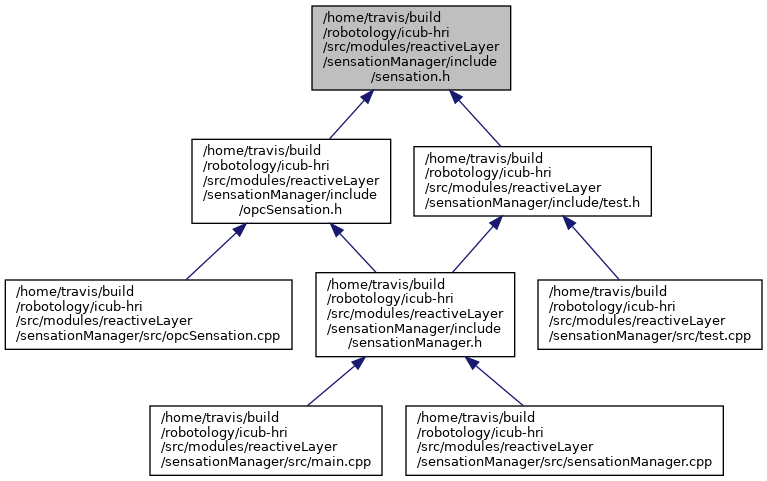 /home/travis/build
/robotology/icub-hri
/src/modules/reactiveLayer
/sensationManager/include
/sensation.h
/home/travis/build
/robotology/icub-hri
/src/modules/reactiveLayer
/sensationManager/include
/opcSensation.h
/home/travis/build
/robotology/icub-hri
/src/modules/reactiveLayer
/sensationManager/include/test.h
/home/travis/build
/robotology/icub-hri
/src/modules/reactiveLayer
/sensationManager/src/opcSensation.cpp
/home/travis/build
/robotology/icub-hri
/src/modules/reactiveLayer
/sensationManager/include
/sensationManager.h
/home/travis/build
/robotology/icub-hri
/src/modules/reactiveLayer
/sensationManager/src/test.cpp
/home/travis/build
/robotology/icub-hri
/src/modules/reactiveLayer
/sensationManager/src/main.cpp
/home/travis/build
/robotology/icub-hri
/src/modules/reactiveLayer
/sensationManager/src/sensationManager.cpp